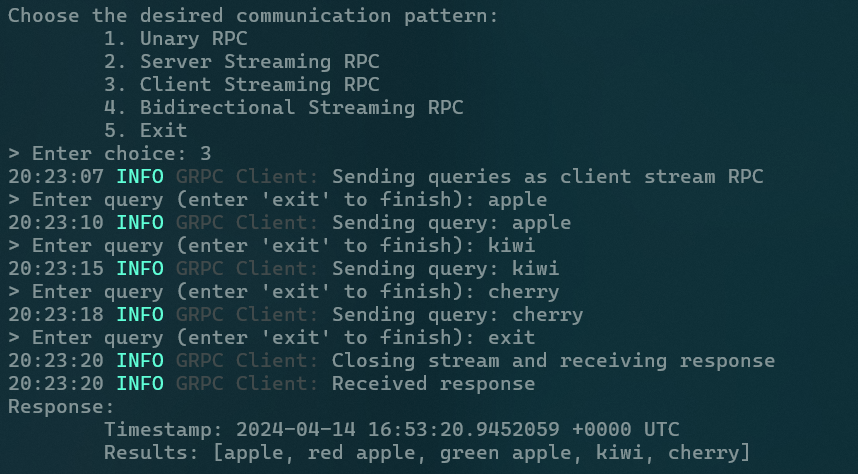 Choose the desired communication pattern:
1. Unary RPC
2. Server Streaming RPC
3. Client Streaming RPC
4. Bidirectional Streaming RPC
5. Exit
> Enter choice: 3
20:23:07 INFO GRPC Client: Sending queries as client stream RPC
> Enter query (enter 'exit' to finish): apple
20:23:10 INFO GRPC Client: Sending query: apple
> Enter query (enter 'exit' to finish): kiwi
20:23:15 INFO GRPC Client: Sending query: kiwi
> Enter query (enter 'exit' to finish): cherry
20:23:18 INFO GRPC Client: Sending query: cherry
> Enter query (enter 'exit' to finish): exit
20:23:20 INFO GRPC Client: Closing stream and receiving response
20:23:20 INFO GRPC Client: Received response
Response:
Timestamp: 2024-04-14 16:53:20.9452059 +0000 UTC
Results: [apple, red apple, green apple, kiwi, cherry]